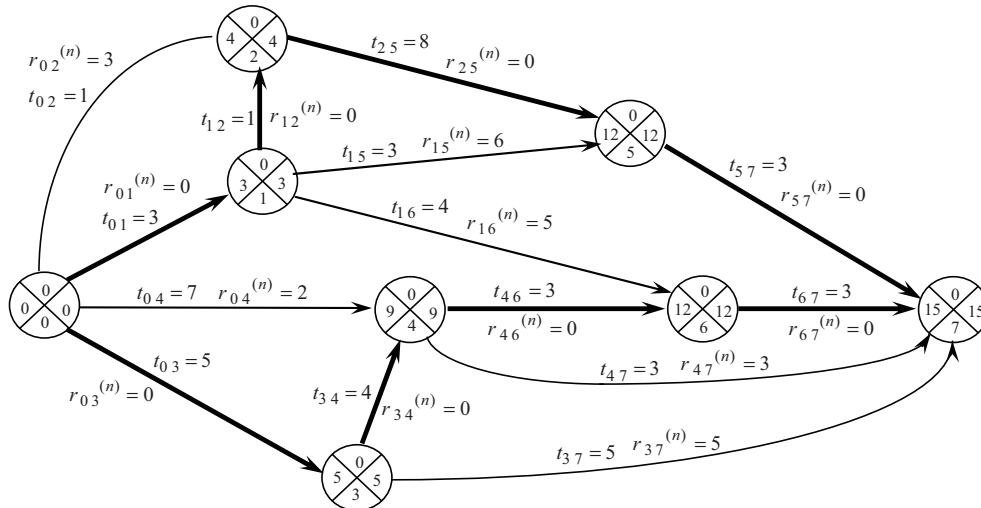 0
4 4
2
r₀₂⁽ⁿ⁾ = 3
t₀₂ = 1
t₂₅ = 8
r₂₅⁽ⁿ⁾ = 0
t₁₂ = 1
r₁₂⁽ⁿ⁾ = 0
0
12 12
5
0
3 3
1
t₁₅ = 3
r₁₅⁽ⁿ⁾ = 6
r₀₁⁽ⁿ⁾ = 0
t₀₁ = 3
t₁₆ = 4
r₁₆⁽ⁿ⁾ = 5
t₅₇ = 3
r₅₇⁽ⁿ⁾ = 0
0
0 0
0
t₀₄ = 7
r₀₄⁽ⁿ⁾ = 2
0
9 9
4
t₄₆ = 3
r₄₆⁽ⁿ⁾ = 0
0
12 12
6
t₆₇ = 3
r₆₇⁽ⁿ⁾ = 0
0
15 15
7
t₀₃ = 5
r₀₃⁽ⁿ⁾ = 0
t₃₄ = 4
r₃₄⁽ⁿ⁾ = 0
t₄₇ = 3
r₄₇⁽ⁿ⁾ = 3
0
5 5
3
t₃₇ = 5
r₃₇⁽ⁿ⁾ = 5